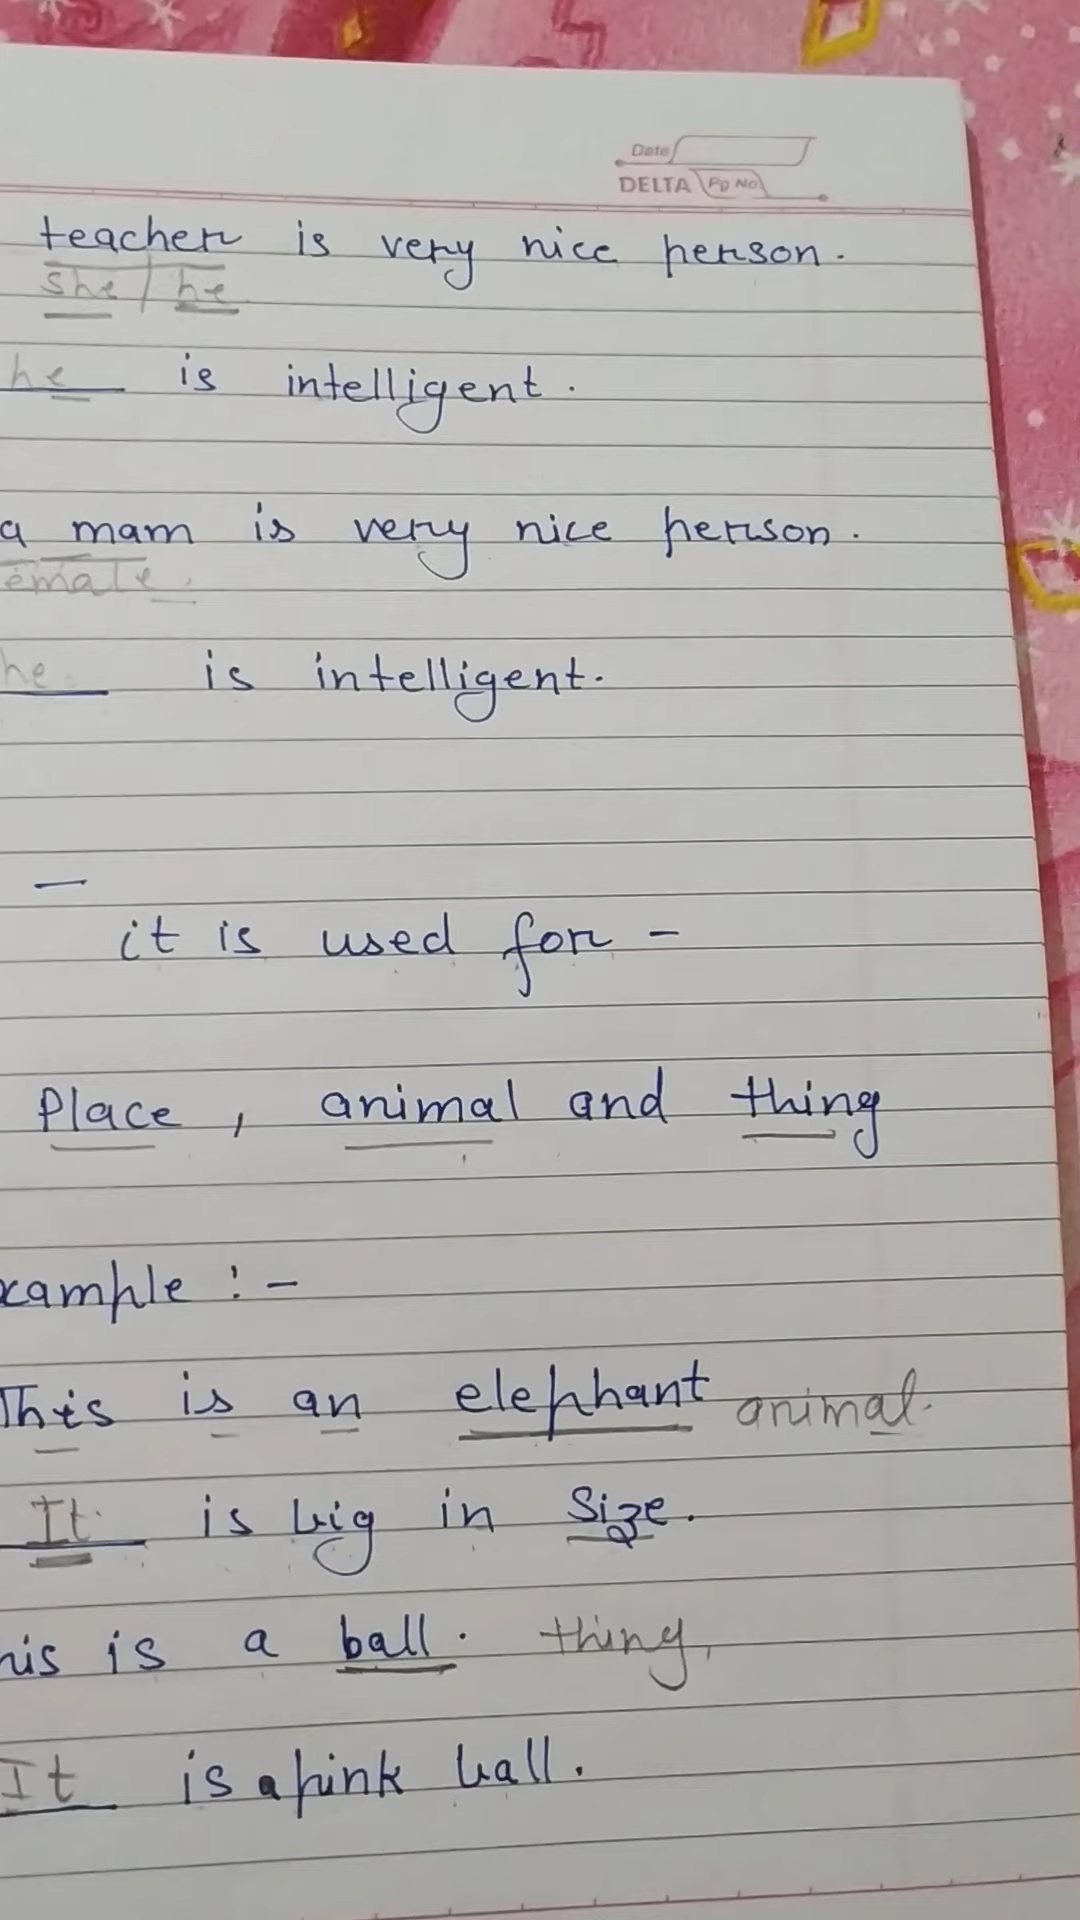 Date
DELTA Pg No
teacher is very nice person.
she / he
he is intelligent.
a mam is very nice person.
emale.
he is intelligent.
—
it is used for –
Place , animal and thing
xample : –
This is an elephant animal.
It is big in Size.
his is a ball. thing,
It is a pink ball.